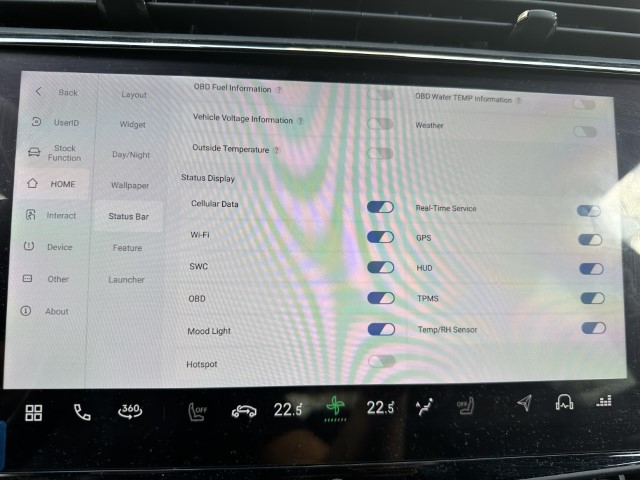 Back
UserID
Stock
Function
HOME
Interact
Device
Other
About
Layout
Widget
Day/Night
Wallpaper
Status Bar
Feature
Launcher
OBD Fuel Information ?
OBD Water TEMP Information ?
Vehicle Voltage Information ?
Weather
Outside Temperature ?
Status Display
Cellular Data
Real-Time Service
Wi-Fi
GPS
SWC
HUD
OBD
TPMS
Mood Light
Temp/RH Sensor
Hotspot
360
OFF
22.5
22.5
OFF